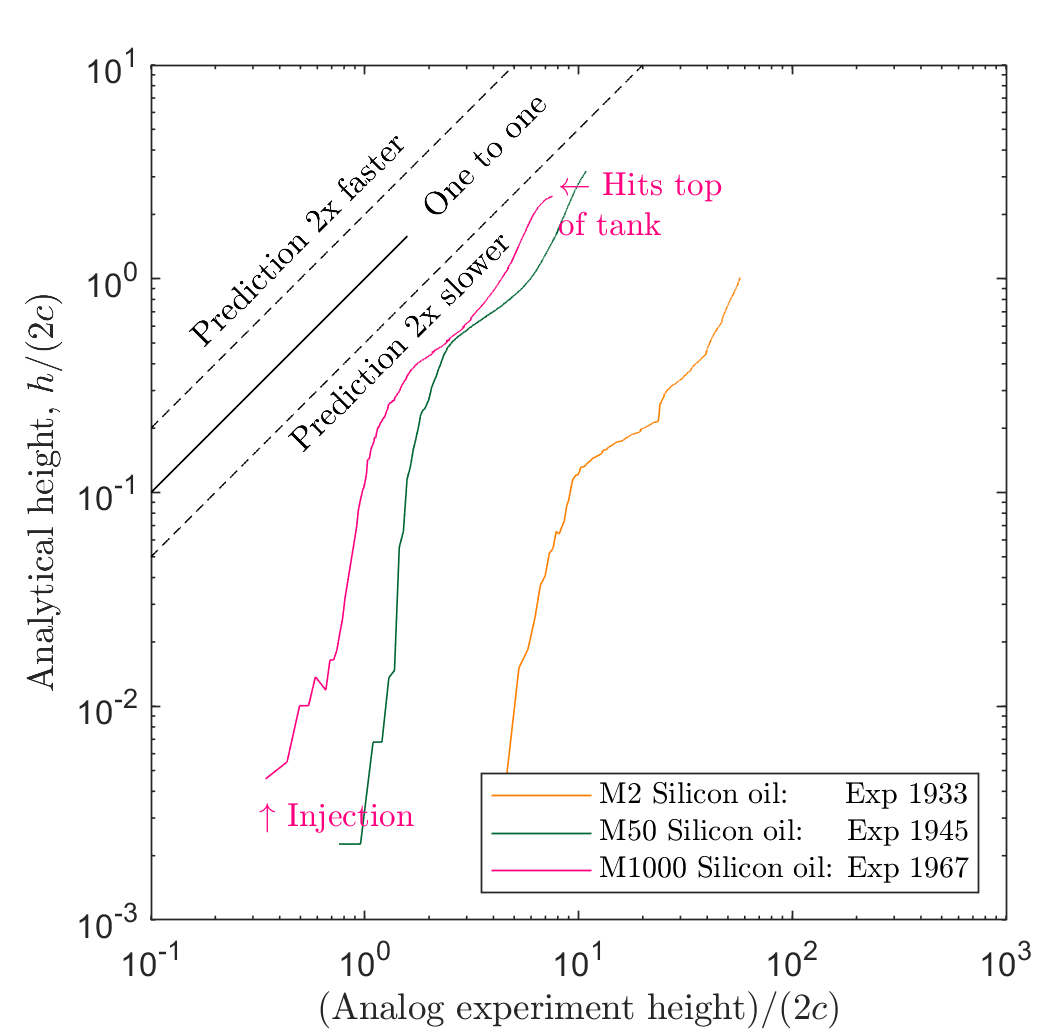 10^1
10^0
10^-1
10^-2
10^-3
Analytical height, h/(2c)
Prediction 2x faster
One to one
Prediction 2x slower
← Hits top
of tank
↑ Injection
M2 Silicon oil: Exp 1933
M50 Silicon oil: Exp 1945
M1000 Silicon oil: Exp 1967
10^-1 10^0 10^1 10^2 10^3
(Analog experiment height)/(2c)